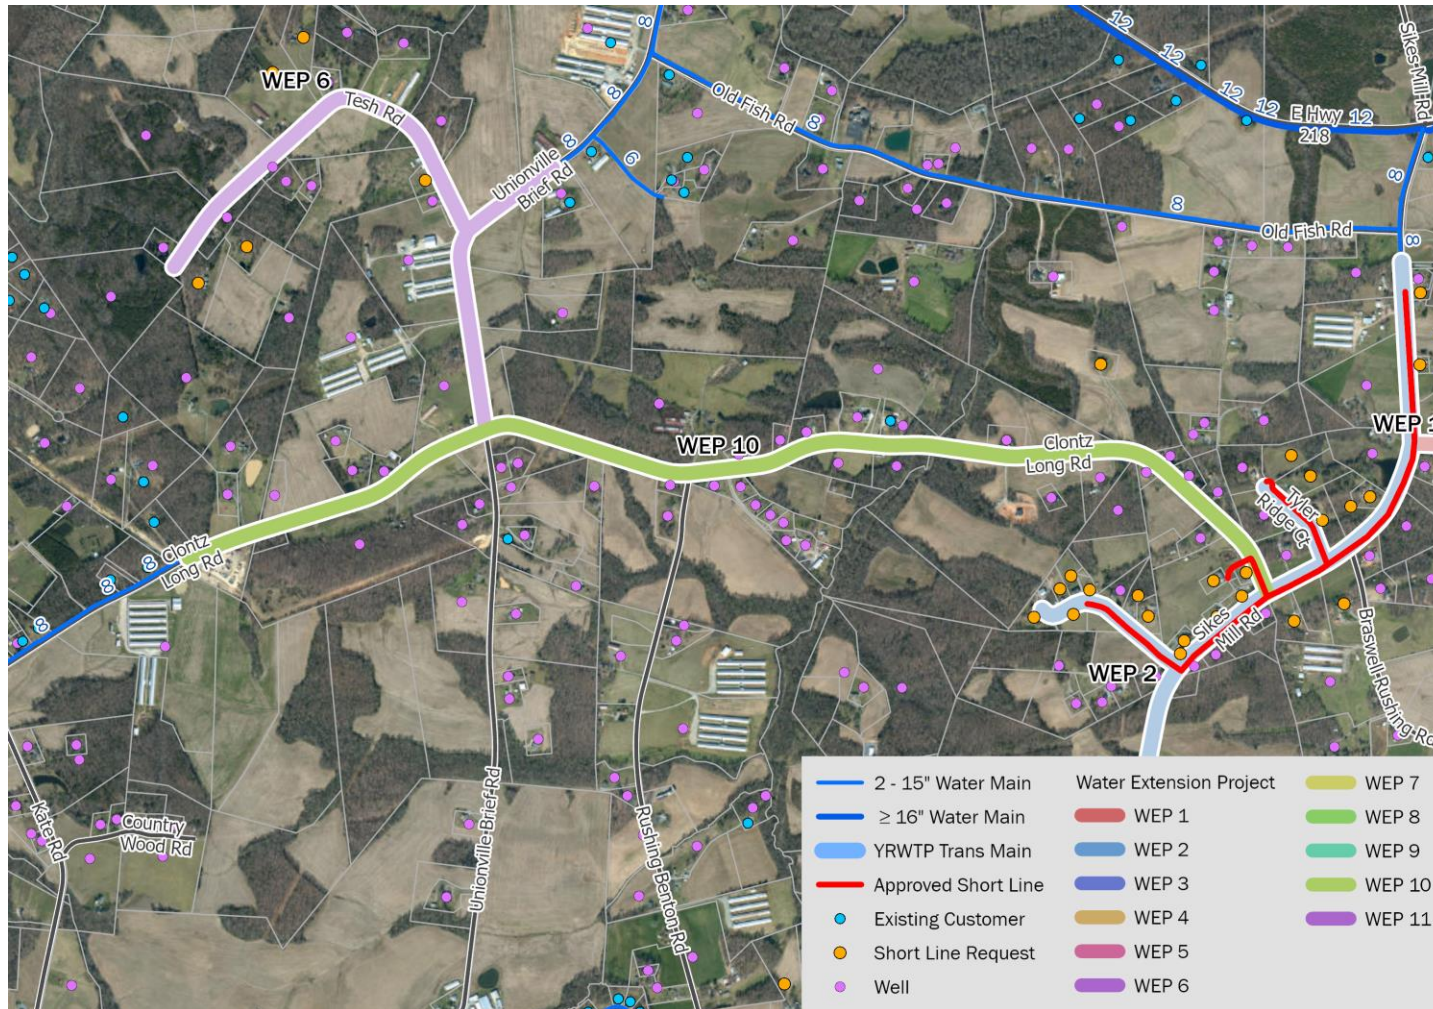 8
12
12
12
12
12
Sikes-Mill-Rd
WEP 6
Tesh Rd
8
Old Fish Rd
8
E Hwy
218
8
6
Unionville
Brief Rd
8
8
Old Fish Rd
8
WEP 1
WEP 10
Clontz
Long Rd
Tyler
Ridge Ct
Clontz
Long Rd
8
8
8
Sikes
Mill Rd
WEP 2
Braswell-Rushing-Rd
Unionville-Brief-Rd
Rushing-Benton-Rd
Kater-Rd
Country
Wood Rd
2 - 15" Water Main
≥ 16" Water Main
YRWTP Trans Main
Approved Short Line
Existing Customer
Short Line Request
Well
Water Extension Project
WEP 1
WEP 2
WEP 3
WEP 4
WEP 5
WEP 6
WEP 7
WEP 8
WEP 9
WEP 10
WEP 11